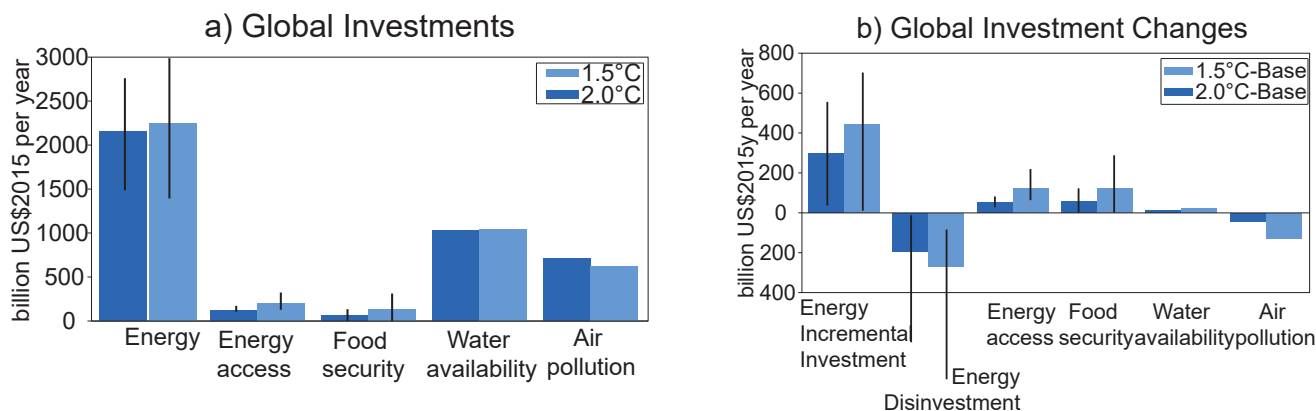 a) Global Investments
billion US$2015 per year
3000
2500
2000
1500
1000
500
0
1.5°C
2.0°C
Energy
Energy
access
Food
security
Water
availability
Air
pollution
b) Global Investment Changes
billion US$2015y per year
800
600
400
200
0
200
400
1.5°C-Base
2.0°C-Base
Energy
Incremental
Investment
Energy
Disinvestment
Energy
access
Food
security
Water
availability
Air
pollution